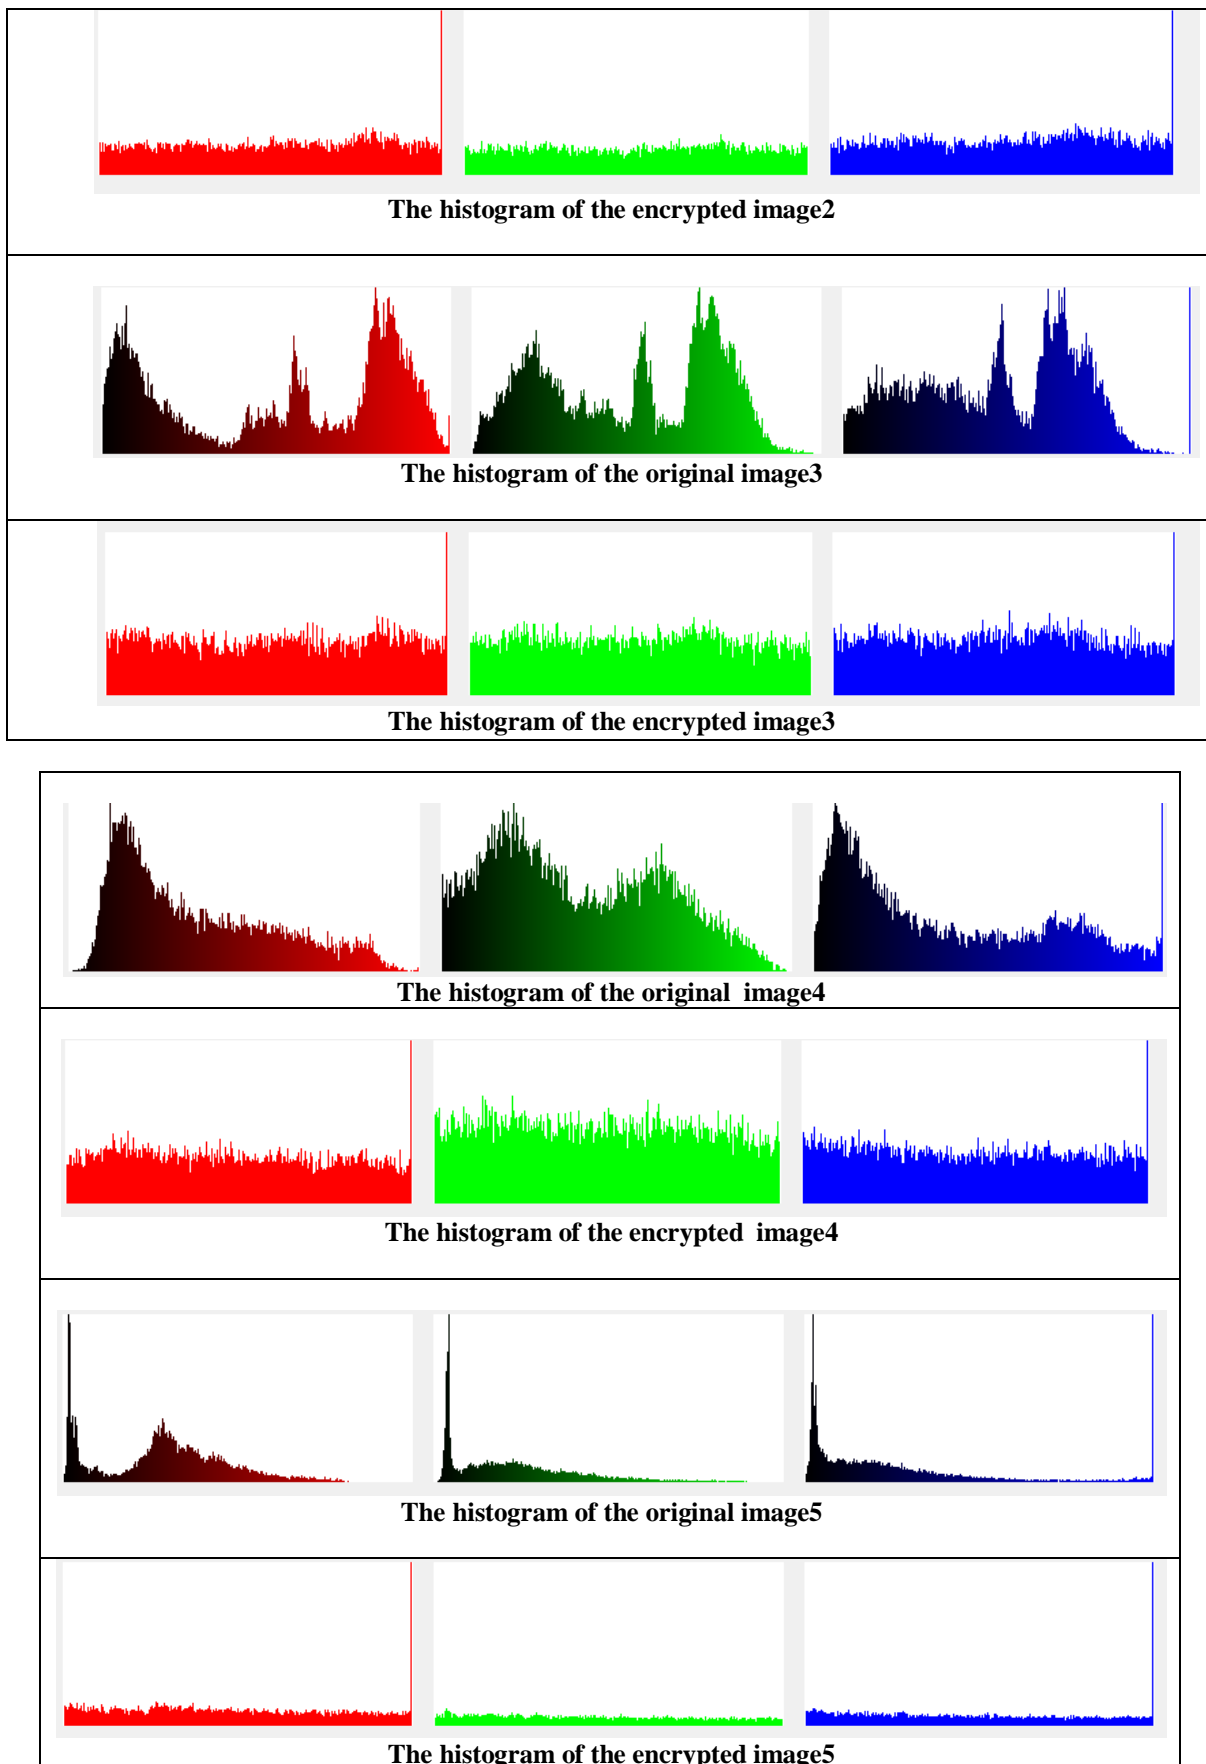 The histogram of the encrypted image2
The histogram of the original image3
The histogram of the encrypted image3
The histogram of the original  image4
The histogram of the encrypted  image4
The histogram of the original image5
The histogram of the encrypted image5